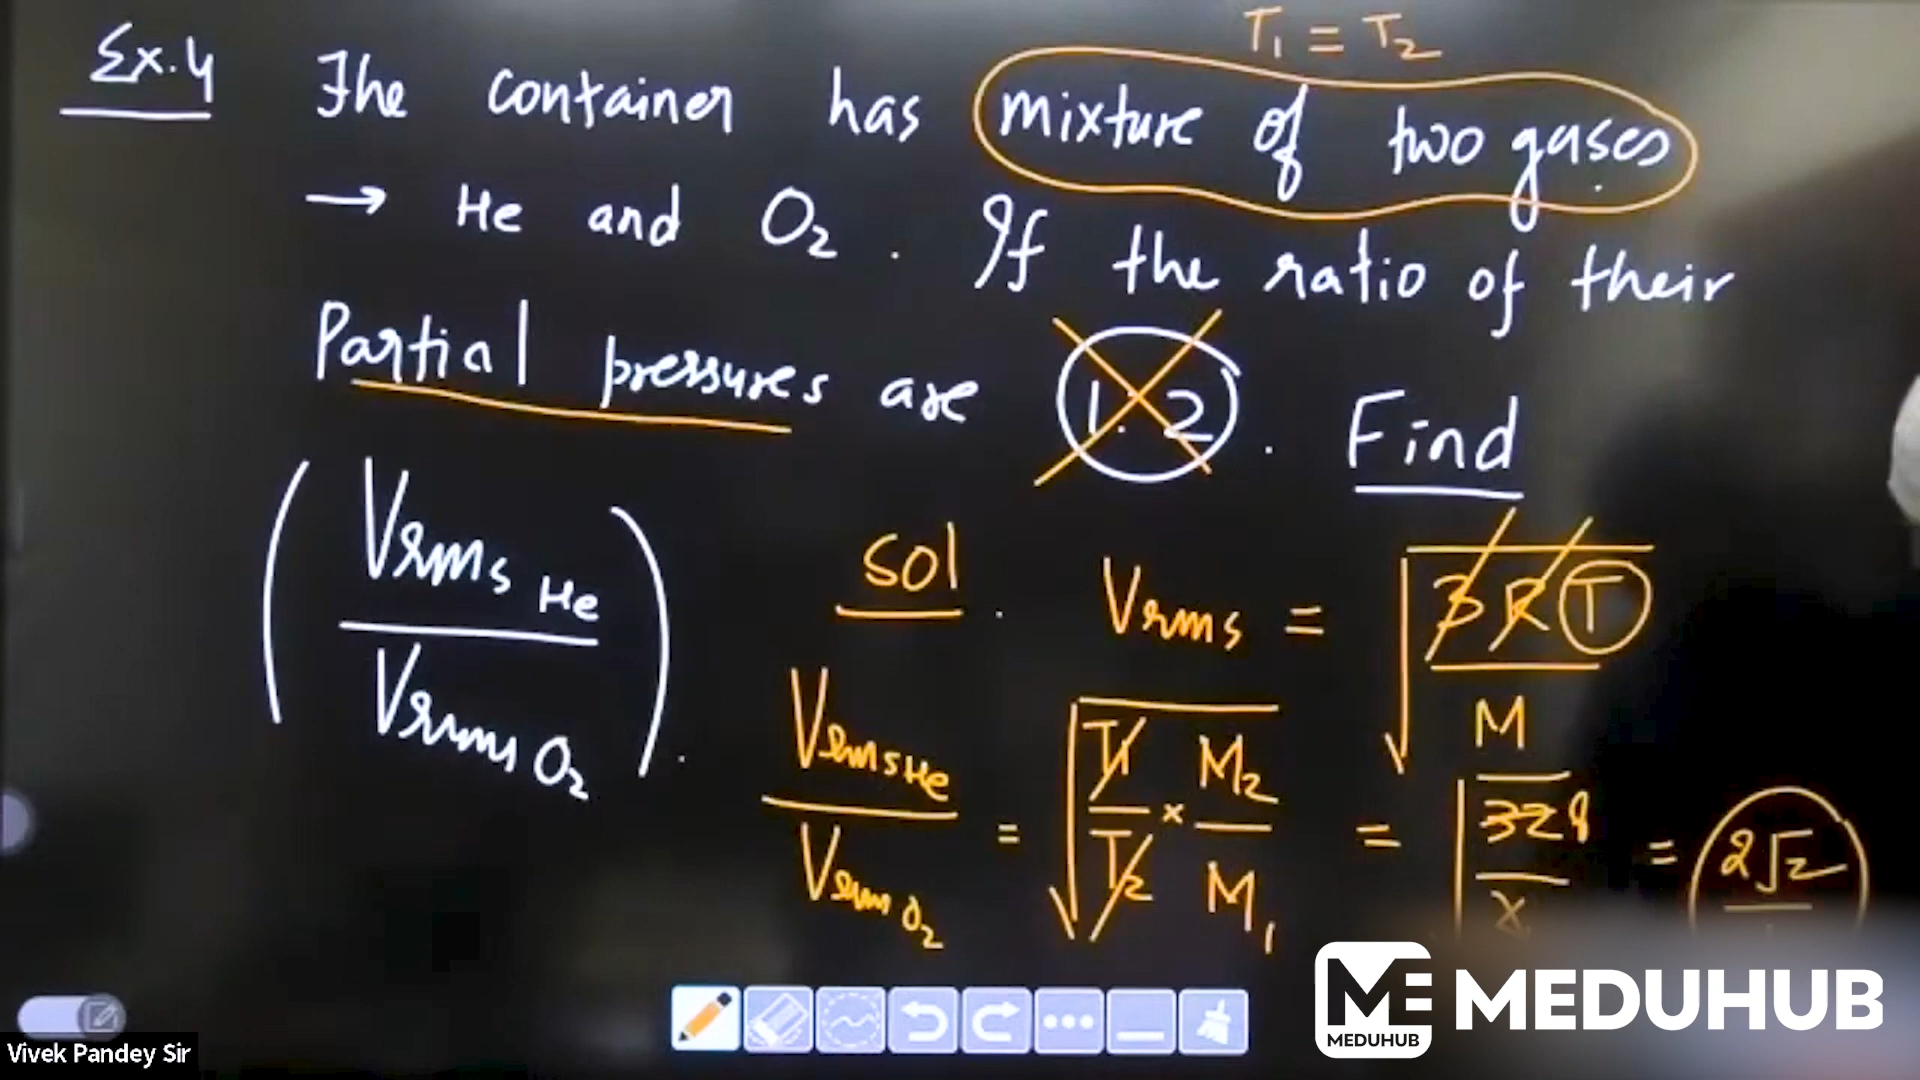 Ex.4 The container has mixture of two gases
T₁ = T₂
→ He and O₂. If the ratio of their
Partial pressures are 1:2. Find
(Vrms He / Vrms O₂).
Sol. Vrms = √(3RT / M)
Vrms He / Vrms O₂ = √(T₁/T₂ × M₂/M₁) = √(32 8 /
= 2√2
MEDUHUB
MEDUHUB
Vivek Pandey Sir